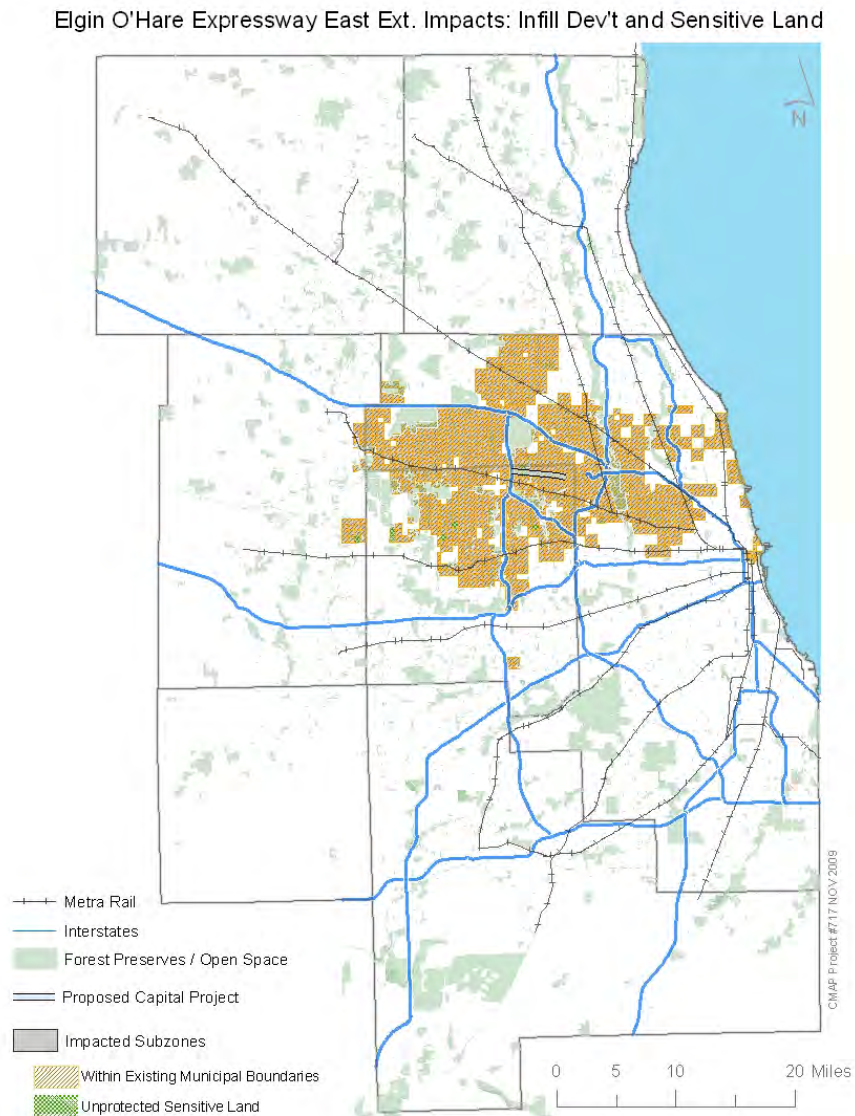 Elgin O'Hare Expressway East Ext. Impacts: Infill Dev't and Sensitive Land
N
Metra Rail
Interstates
Forest Preserves / Open Space
Proposed Capital Project
Impacted Subzones
Within Existing Municipal Boundaries
Unprotected Sensitive Land
0 5 10 20 Miles
CMAP Project #717 NOV 2009